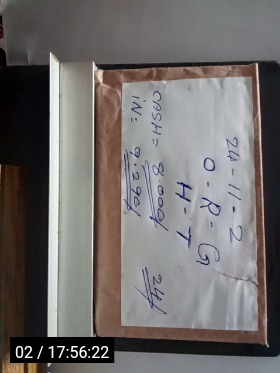 24-11-2
O-R-G
H-T
CASH = 8.000/
IN = 9.290/
24/
02 / 17:56:22